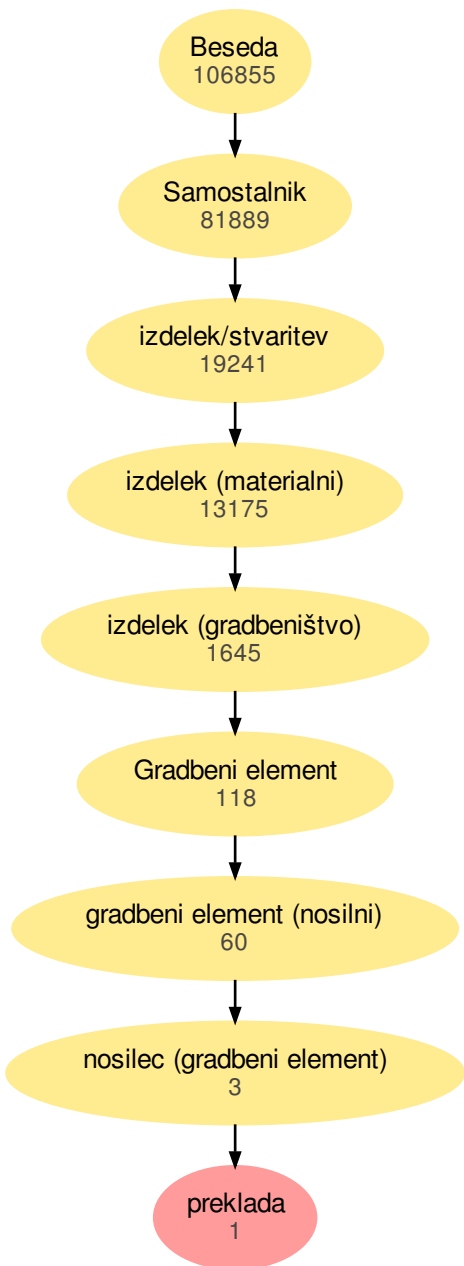 Beseda
106855
Samostalnik
81889
izdelek/stvaritev
19241
izdelek (materialni)
13175
izdelek (gradbeništvo)
1645
Gradbeni element
118
gradbeni element (nosilni)
60
nosilec (gradbeni element)
3
preklada
1